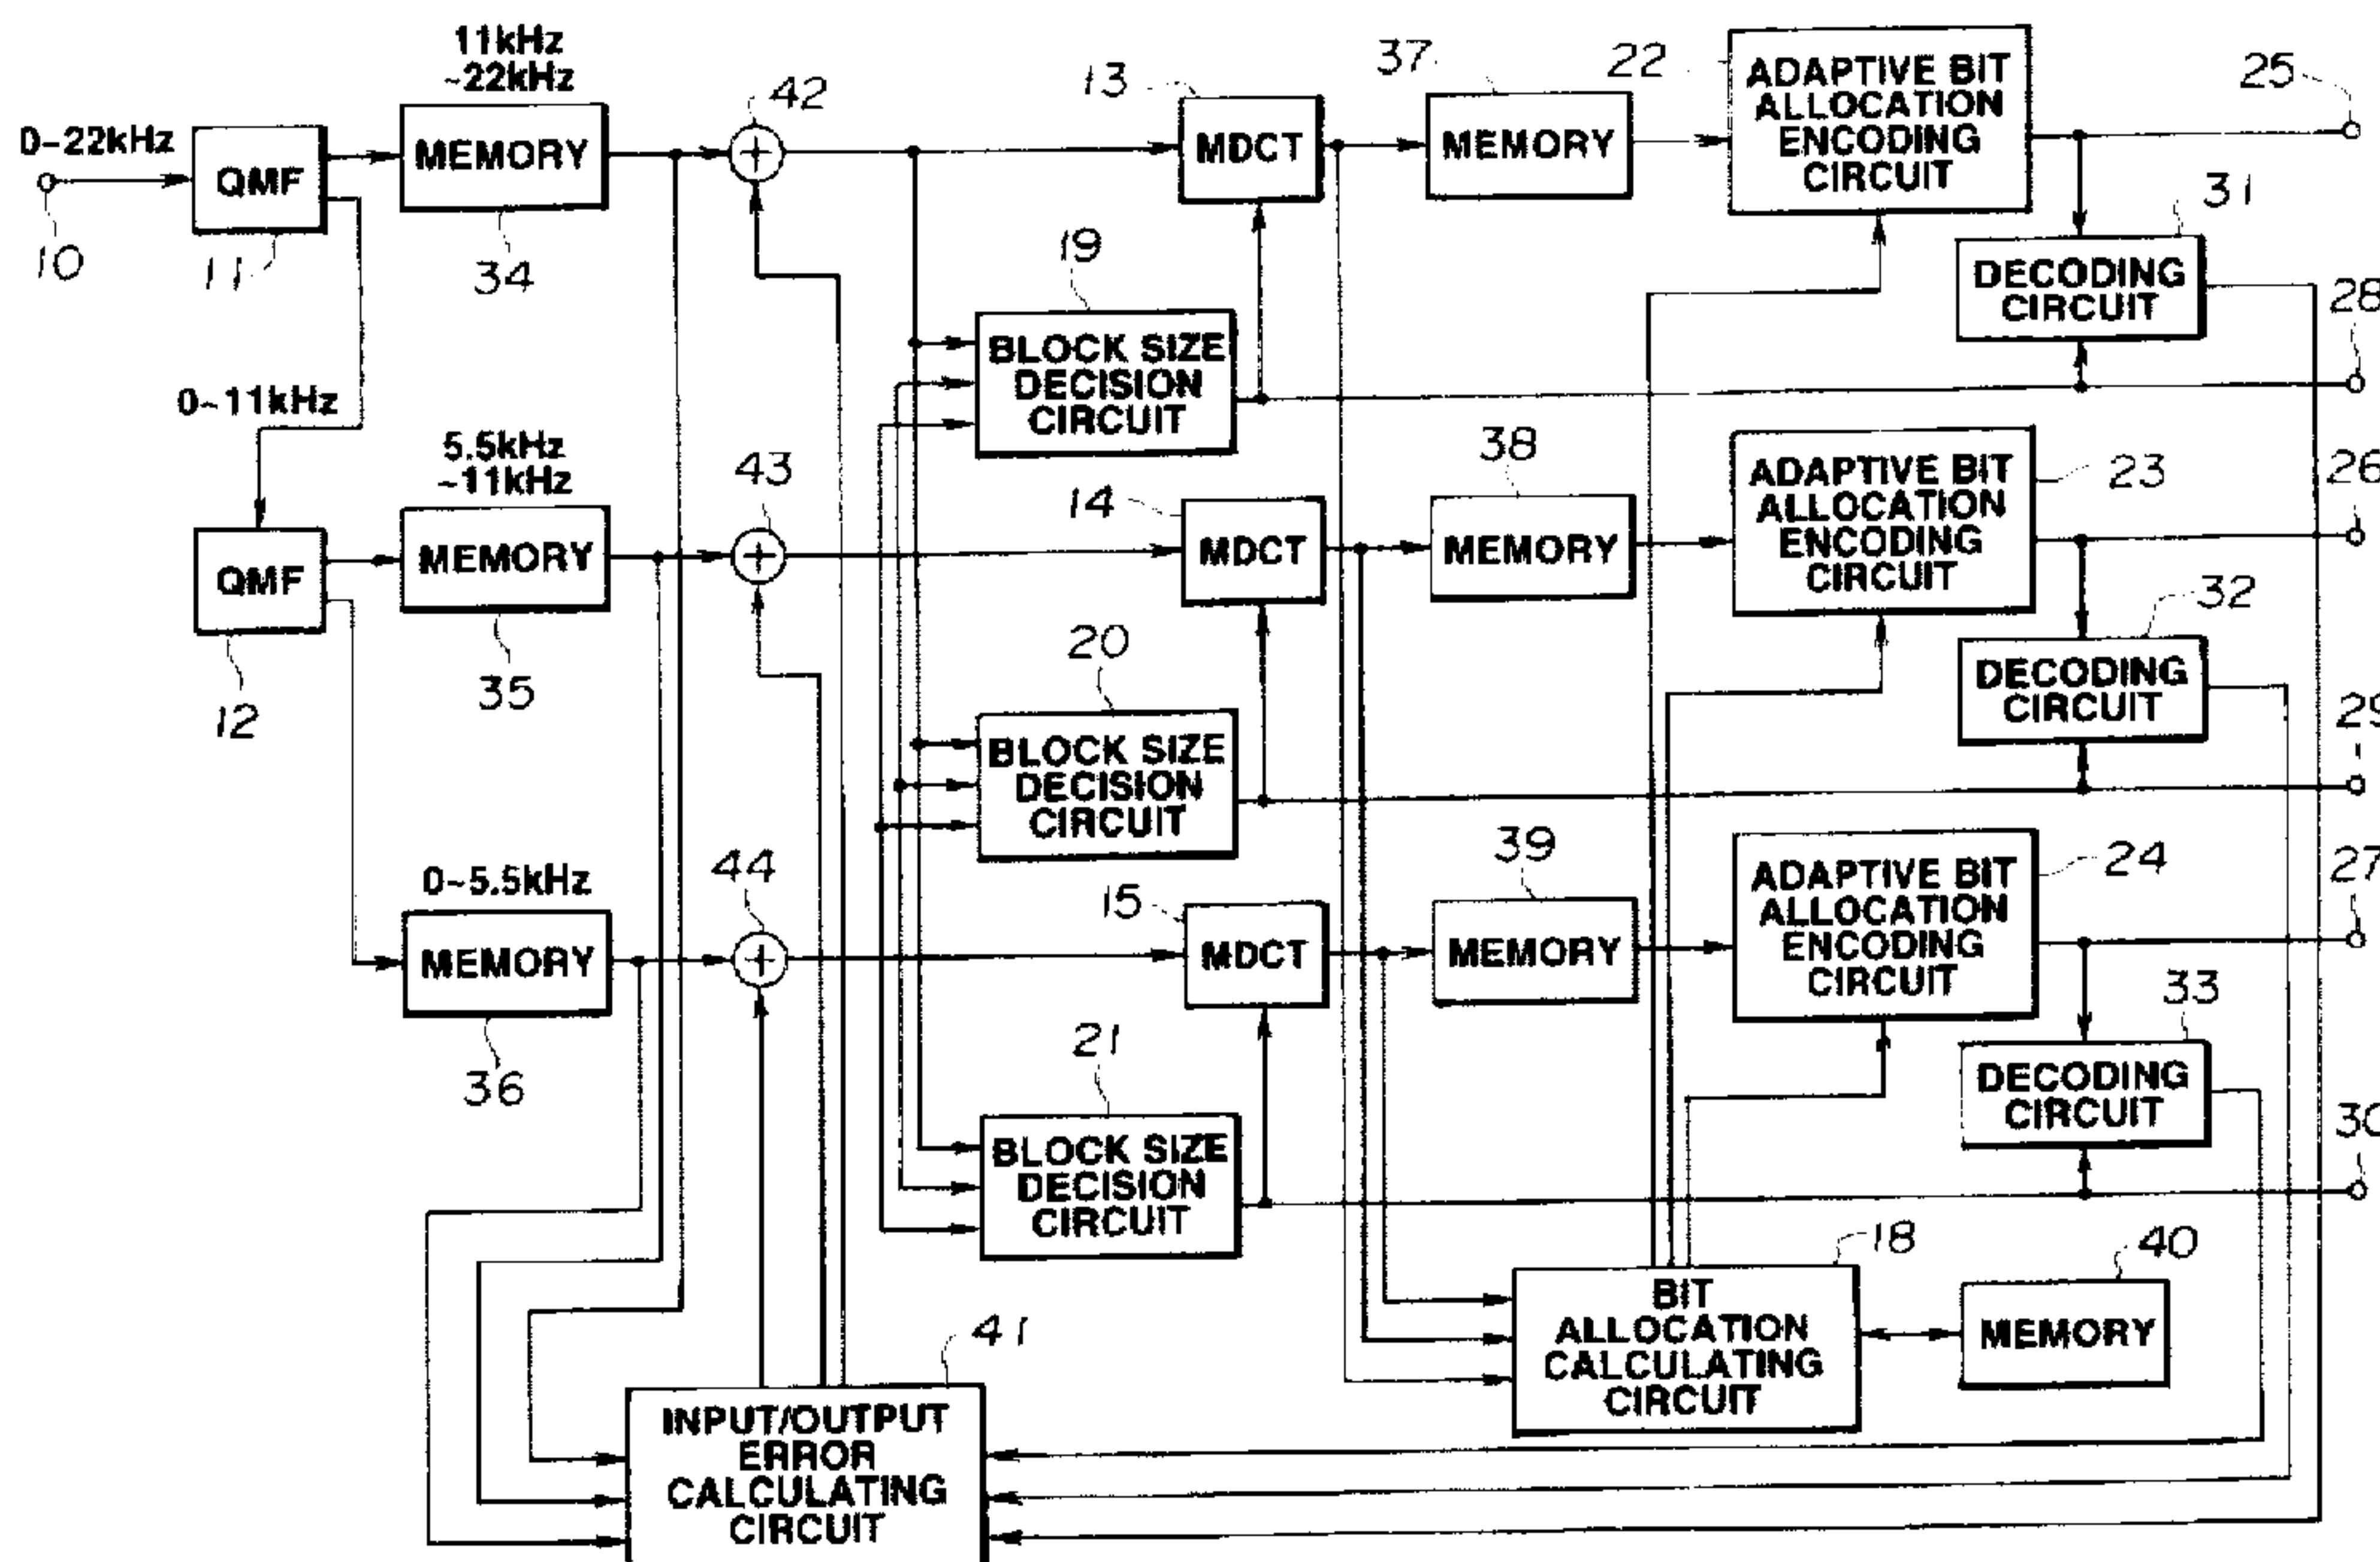 11kHz
~22kHz
0~22kHz
10
QMF
11
MEMORY
34
42
+
13
MDCT
37
MEMORY
22
ADAPTIVE BIT
ALLOCATION
ENCODING
CIRCUIT
25
31
DECODING
CIRCUIT
28
19
BLOCK SIZE
DECISION
CIRCUIT
0~11kHz
5.5kHz
~11kHz
QMF
12
MEMORY
35
43
+
14
MDCT
38
MEMORY
ADAPTIVE BIT
ALLOCATION
ENCODING
CIRCUIT
23
26
32
DECODING
CIRCUIT
29
20
BLOCK SIZE
DECISION
CIRCUIT
0~5.5kHz
MEMORY
36
44
+
15
MDCT
39
MEMORY
ADAPTIVE BIT
ALLOCATION
ENCODING
CIRCUIT
24
27
33
DECODING
CIRCUIT
30
21
BLOCK SIZE
DECISION
CIRCUIT
18
BIT
ALLOCATION
CALCULATING
CIRCUIT
40
MEMORY
41
INPUT/OUTPUT
ERROR
CALCULATING
CIRCUIT